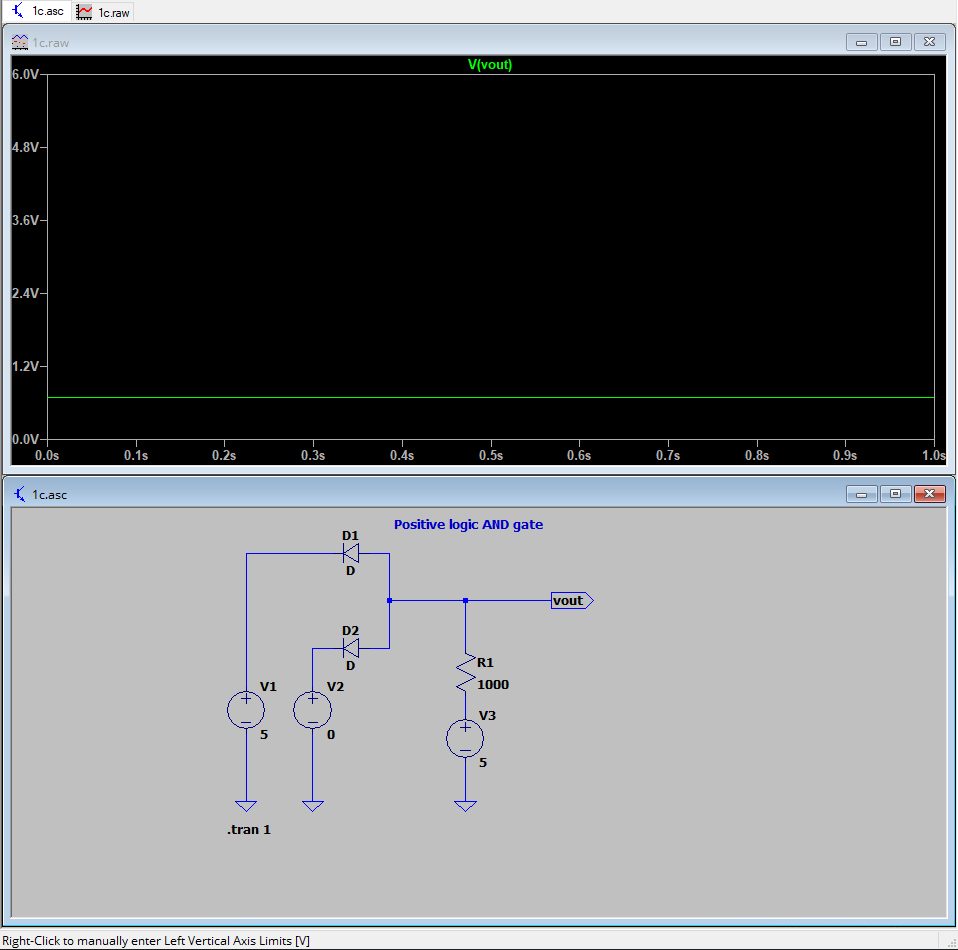 1c.asc 1c.raw
1c.raw
V(vout)
6.0V
4.8V
3.6V
2.4V
1.2V
0.0V
0.0s 0.1s 0.2s 0.3s 0.4s 0.5s 0.6s 0.7s 0.8s 0.9s 1.0s
1c.asc
Positive logic AND gate
D1
D
vout
D2
D
R1
1000
V1
5
V2
0
V3
5
.tran 1
Right-Click to manually enter Left Vertical Axis Limits [V]